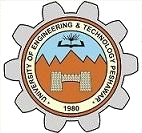 UNIVERSITY OF ENGINEERING & TECHNOLOGY PESHAWAR
1980